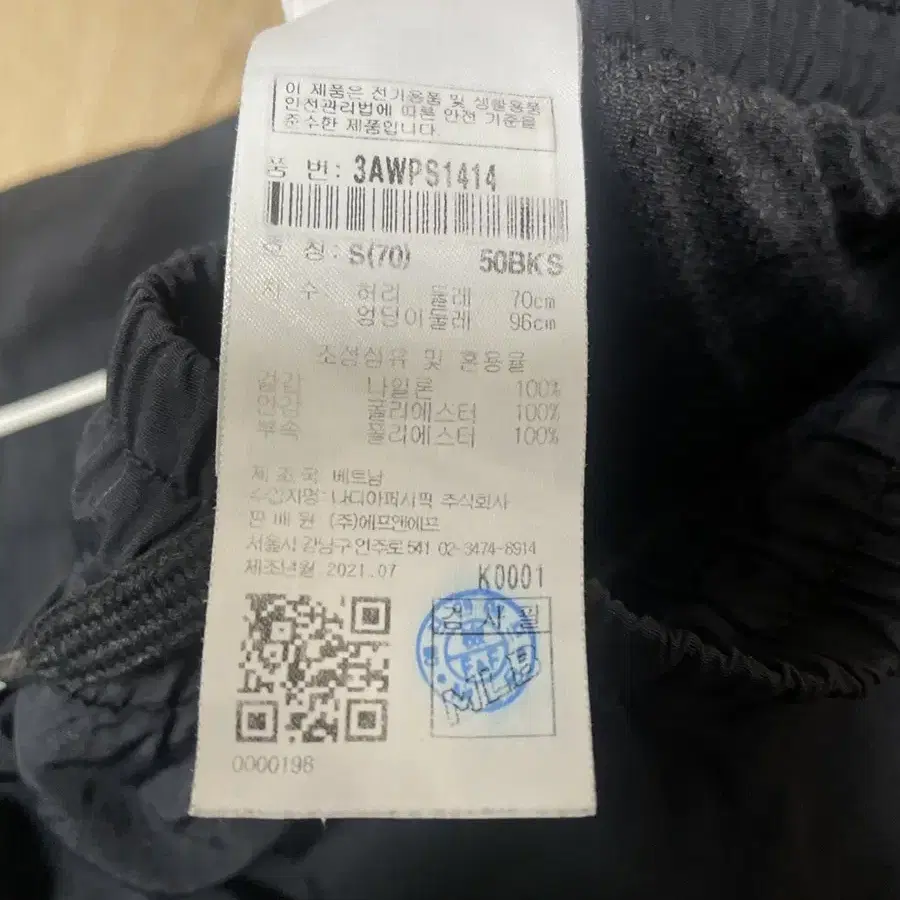 이 제품은 전기용품 및 생활용품
안전관리법에 따른 안전 기준을
준수한 제품입니다.
품 번: 3AWPS1414
호 칭: S(70) 50BKS
치 수 허리 둘레 70cm
엉덩이둘레 96cm
조성섬유 및 혼용율
겉감 나일론 100%
안감 폴리에스터 100%
부속 폴리에스터 100%
제 조 국 베트남
수입자명: 나디아퍼시픽 주식회사
판 매 원 (주)에프앤에프
서울시 강남구 언주로 541 02-3474-8914
제조년월 2021.07 K0001
검 사 필
F&F
MLB
0000198